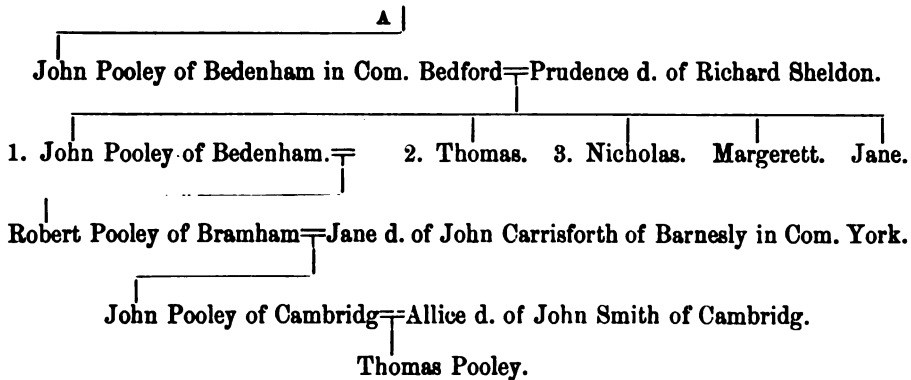 A
John Pooley of Bedenham in Com. Bedford=Prudence d. of Richard Sheldon.
1. John Pooley of Bedenham.= 2. Thomas. 3. Nicholas. Margerett. Jane.
Robert Pooley of Bramham=Jane d. of John Carrisforth of Barnesly in Com. York.
John Pooley of Cambridg=Allice d. of John Smith of Cambridg.
Thomas Pooley.